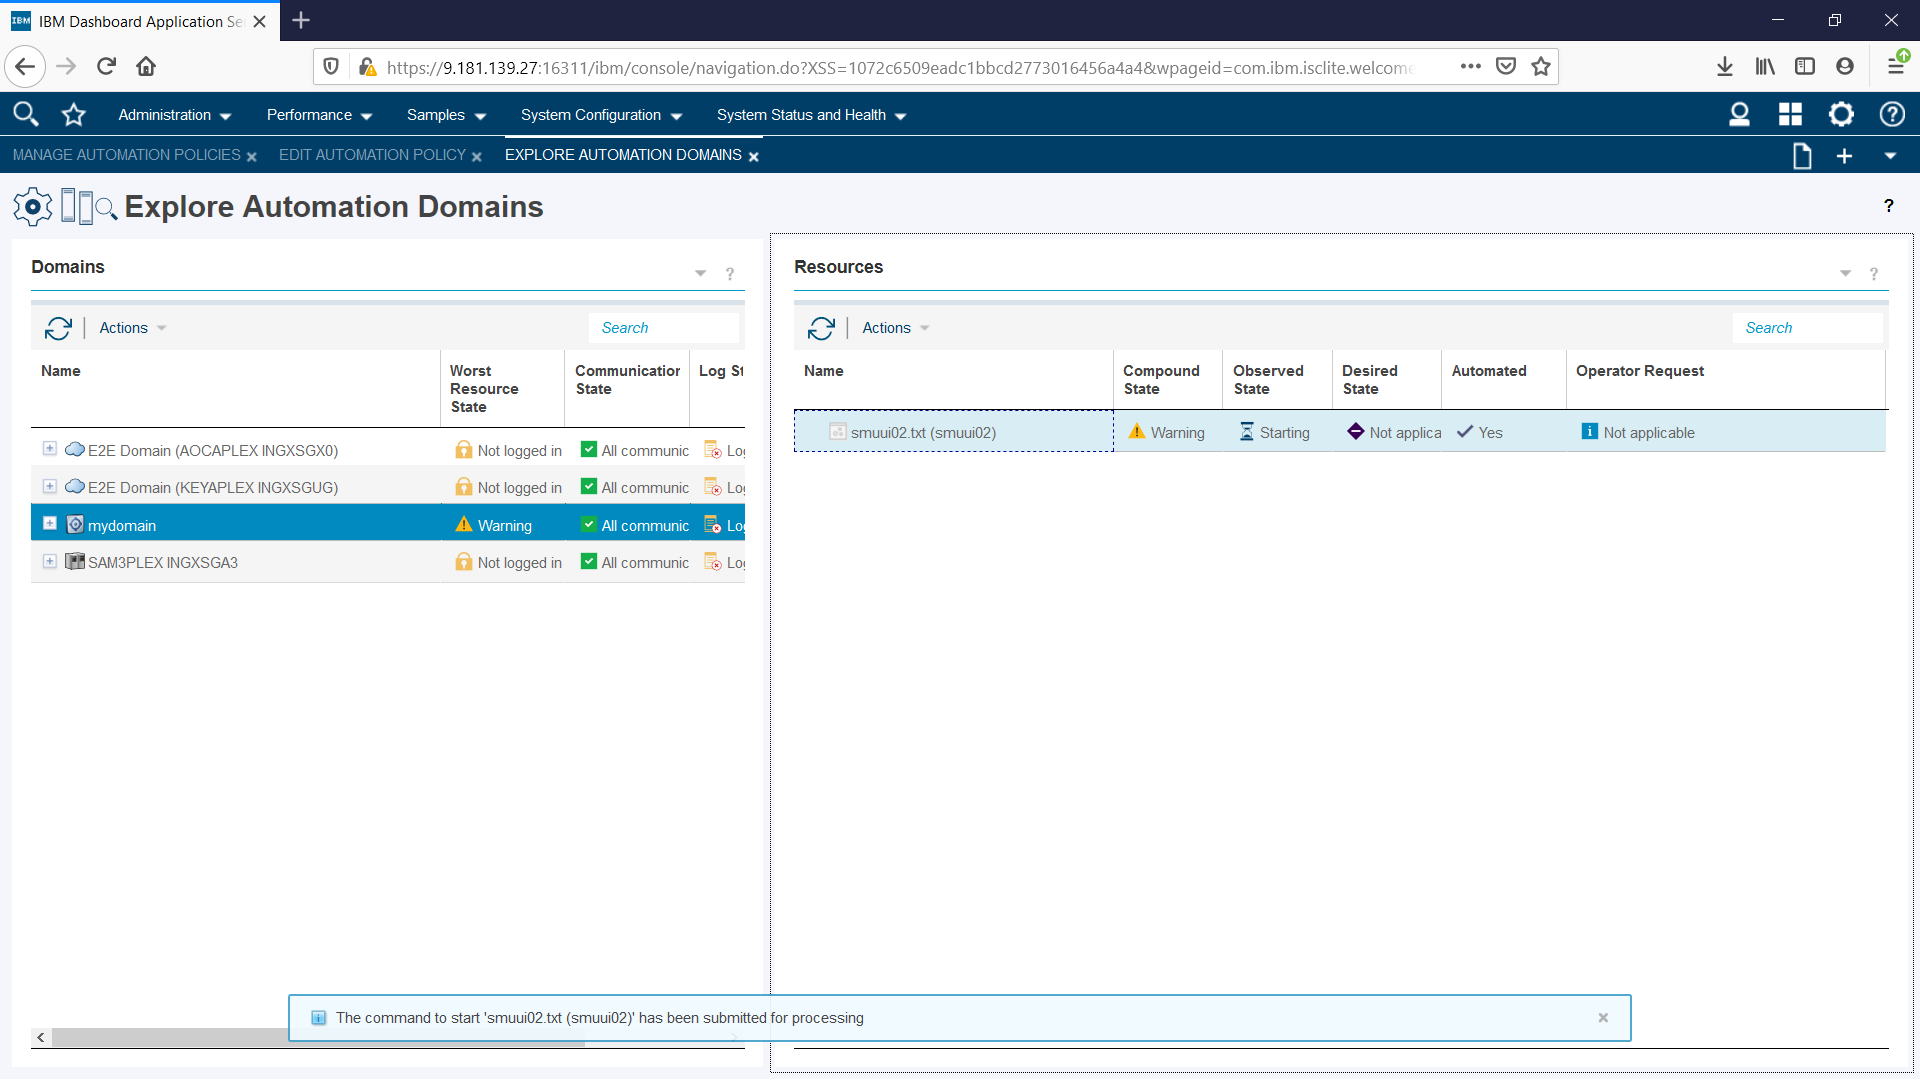 IBM Dashboard Application Se
https://9.181.139.27:16311/ibm/console/navigation.do?XSS=1072c6509eadc1bbcd2773016456a4a4&wpageid=com.ibm.isclite.welcome
Administration Performance Samples System Configuration System Status and Health
MANAGE AUTOMATION POLICIES EDIT AUTOMATION POLICY EXPLORE AUTOMATION DOMAINS
Explore Automation Domains ?
Domains ?
Actions Search
Name Worst Resource State Communication State Log St
E2E Domain (AOCAPLEX INGXSGX0) Not logged in All communic Log
E2E Domain (KEYAPLEX INGXSGUG) Not logged in All communic Log
mydomain Warning All communic Log
SAM3PLEX INGXSGA3 Not logged in All communic Log
Resources ?
Actions Search
Name Compound State Observed State Desired State Automated Operator Request
smuui02.txt (smuui02) Warning Starting Not applica Yes Not applicable
The command to start 'smuui02.txt (smuui02)' has been submitted for processing